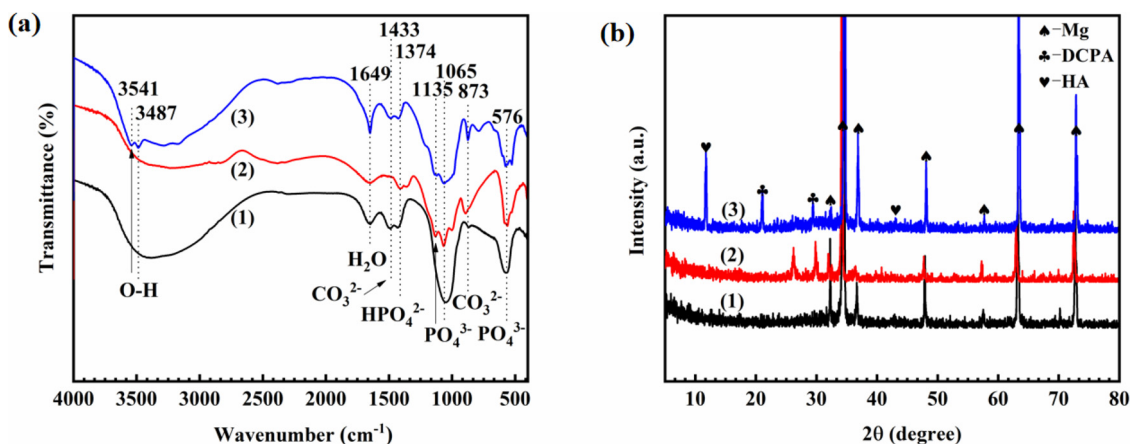 (a)
1433
1374
3541
3487
1649
1135
1065
873
576
(3)
(2)
(1)
O-H
H₂O
CO₃²⁻
HPO₄²⁻
PO₄³⁻
CO₃²⁻
PO₄³⁻
Transmittance (%)
4000 3500 3000 2500 2000 1500 1000 500
Wavenumber (cm⁻¹)
(b)
♠–Mg
♣–DCPA
♥–HA
(3)
(2)
(1)
Intensity (a.u.)
10 20 30 40 50 60 70 80
2θ (degree)